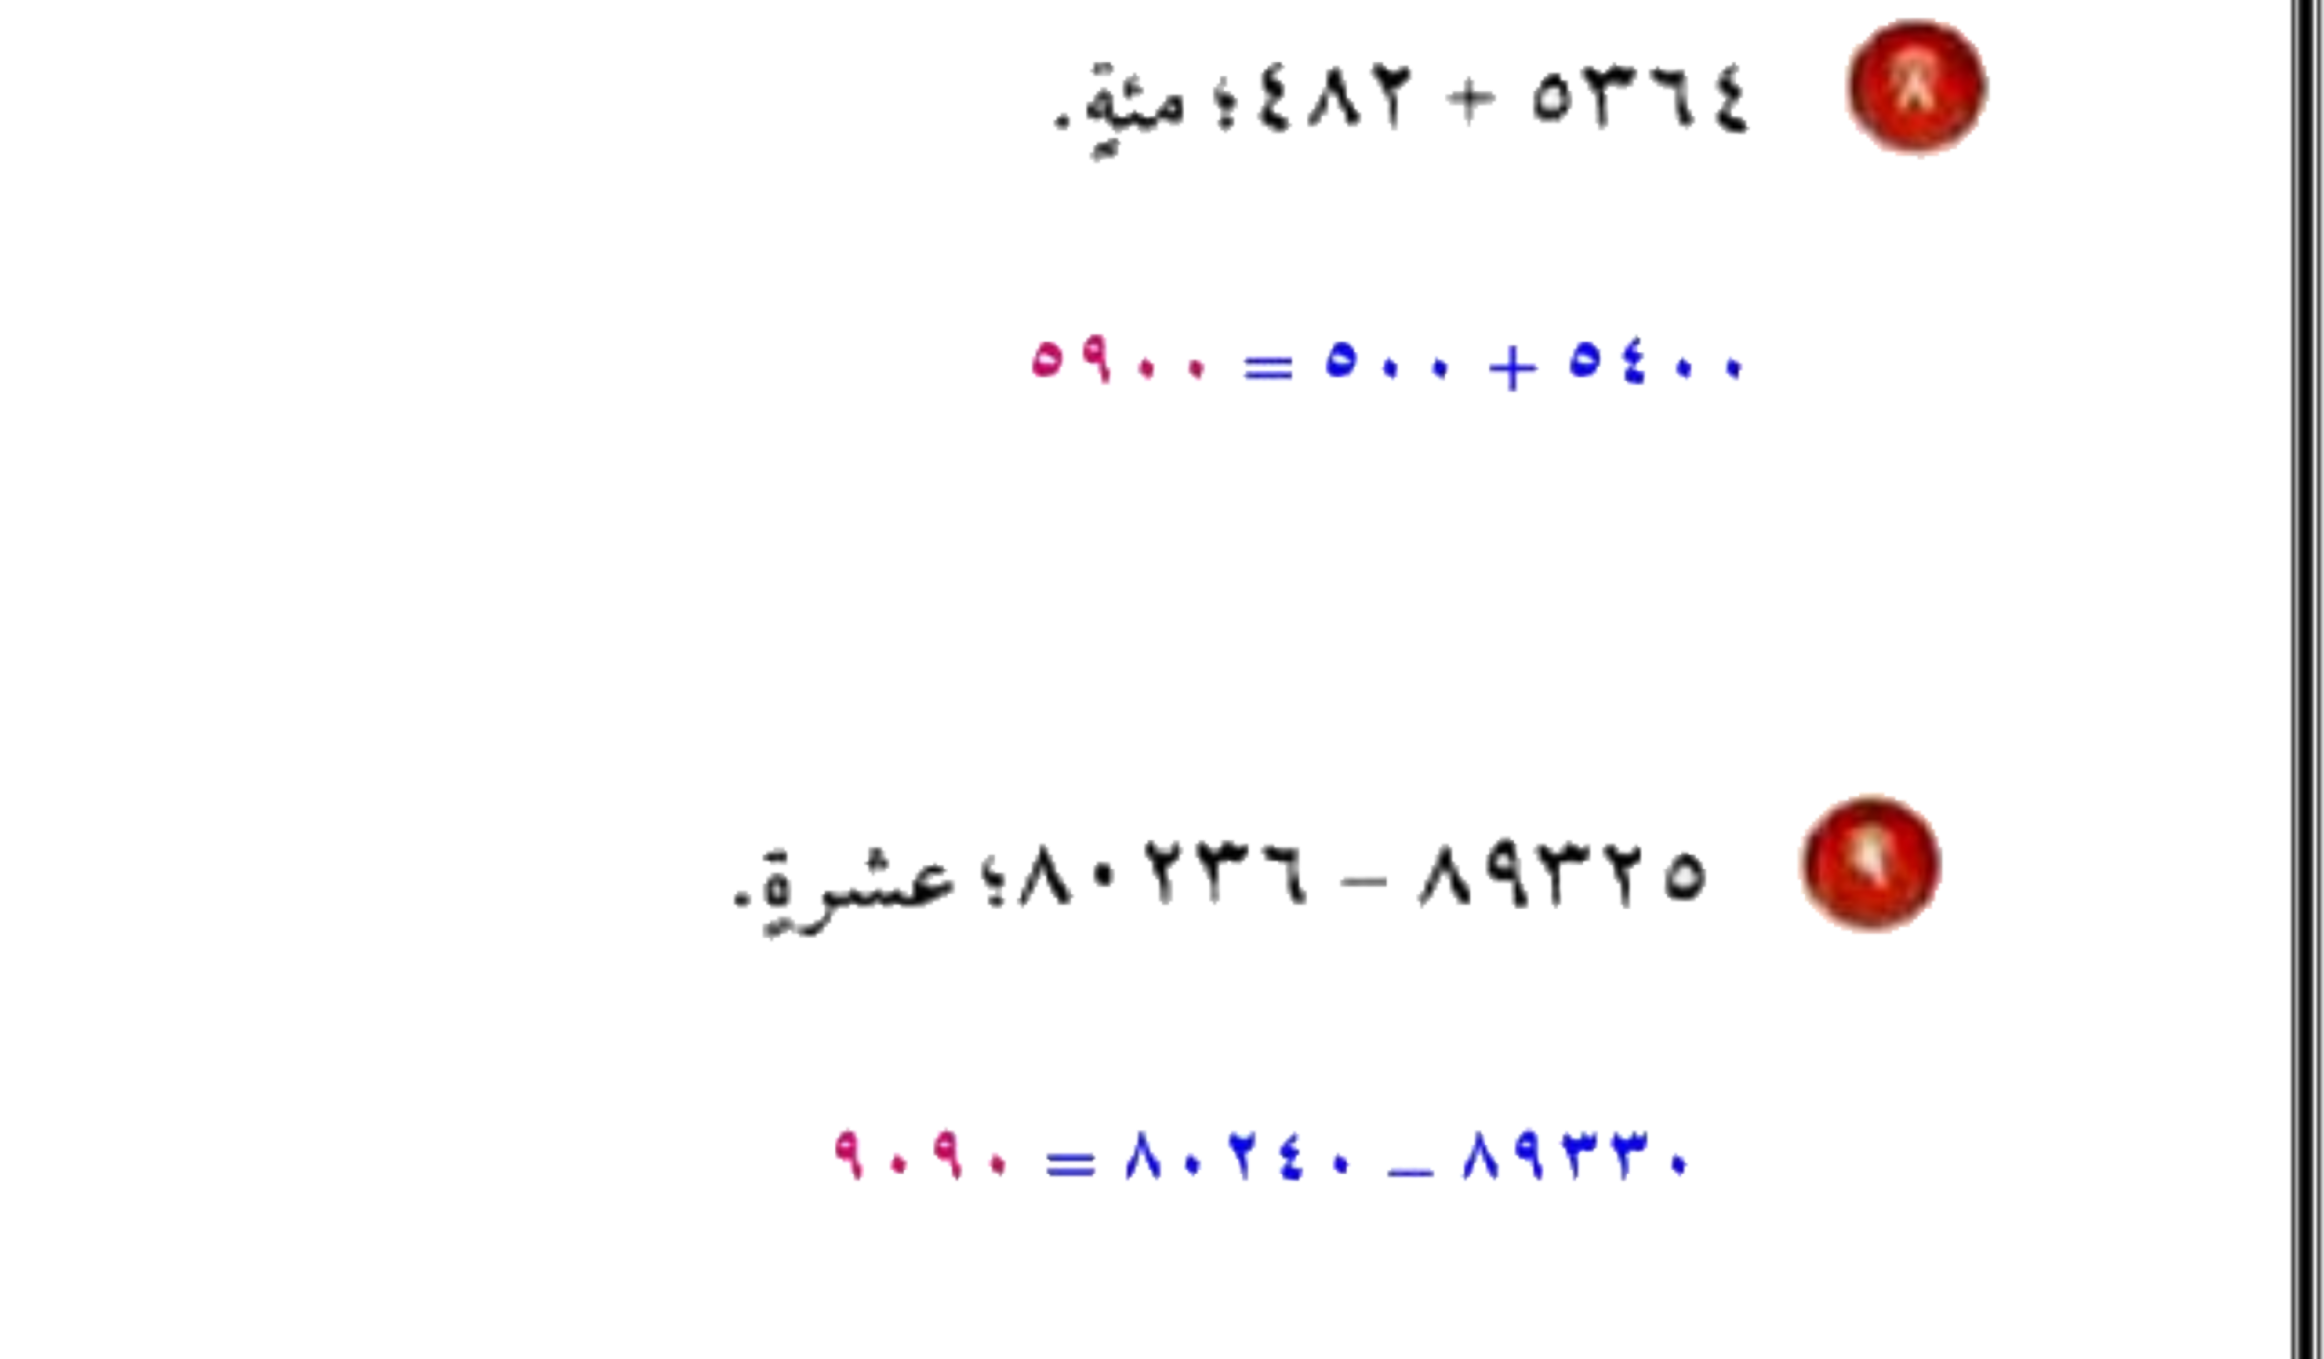 ٨ ٥٣٦٤ + ٤٨٢؛ مئةٍ.
٥٤٠٠ + ٥٠٠ = ٥٩٠٠
٩ ٨٩٣٢٥ – ٨٠٢٣٦؛ عشرةٍ.
٨٩٣٣٠ – ٨٠٢٤٠ = ٩٠٩٠